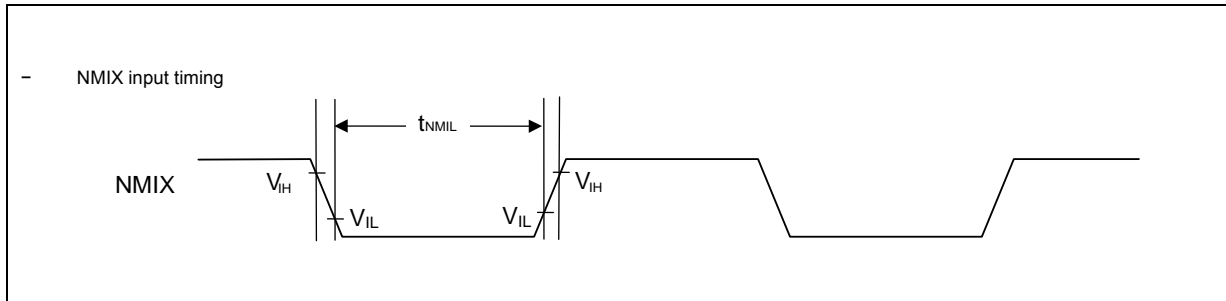 – NMIX input timing
tNMIL
NMIX
VIH
VIL
VIL
VIH